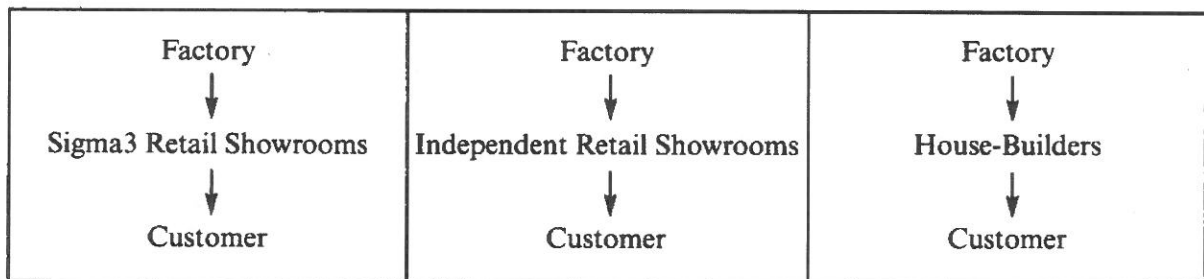 Factory
Sigma3 Retail Showrooms
Customer
Factory
Independent Retail Showrooms
Customer
Factory
House-Builders
Customer